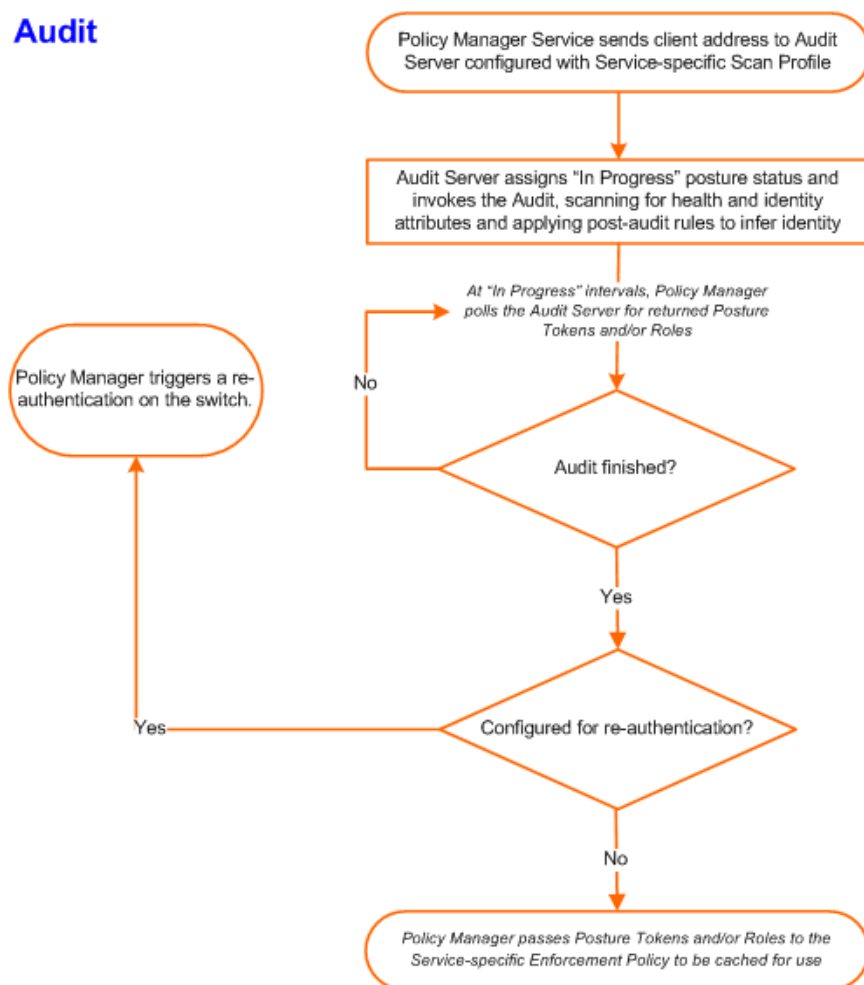 Audit
Policy Manager Service sends client address to Audit
Server configured with Service-specific Scan Profile
Audit Server assigns “In Progress” posture status and
invokes the Audit, scanning for health and identity
attributes and applying post-audit rules to infer identity
At “In Progress” intervals, Policy Manager
polls the Audit Server for returned Posture
Tokens and/or Roles
No
Policy Manager triggers a re-
authentication on the switch.
Audit finished?
Yes
Configured for re-authentication?
Yes
No
Policy Manager passes Posture Tokens and/or Roles to the
Service-specific Enforcement Policy to be cached for use